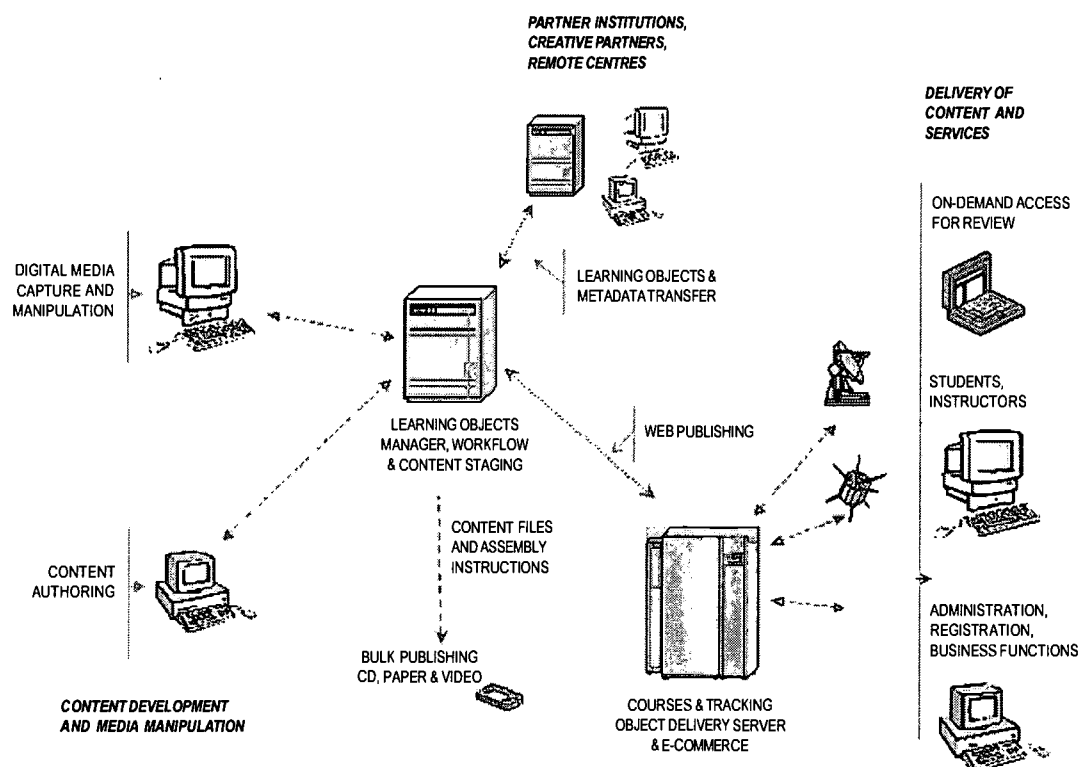 PARTNER INSTITUTIONS,
CREATIVE PARTNERS,
REMOTE CENTRES
DELIVERY OF
CONTENT AND
SERVICES
ON-DEMAND ACCESS
FOR REVIEW
DIGITAL MEDIA
CAPTURE AND
MANIPULATION
LEARNING OBJECTS &
METADATA TRANSFER
STUDENTS,
INSTRUCTORS
LEARNING OBJECTS
MANAGER, WORKFLOW
& CONTENT STAGING
WEB PUBLISHING
CONTENT FILES
AND ASSEMBLY
INSTRUCTIONS
CONTENT
AUTHORING
ADMINISTRATION,
REGISTRATION,
BUSINESS FUNCTIONS
BULK PUBLISHING
CD, PAPER & VIDEO
CONTENT DEVELOPMENT
AND MEDIA MANIPULATION
COURSES & TRACKING
OBJECT DELIVERY SERVER
& E-COMMERCE